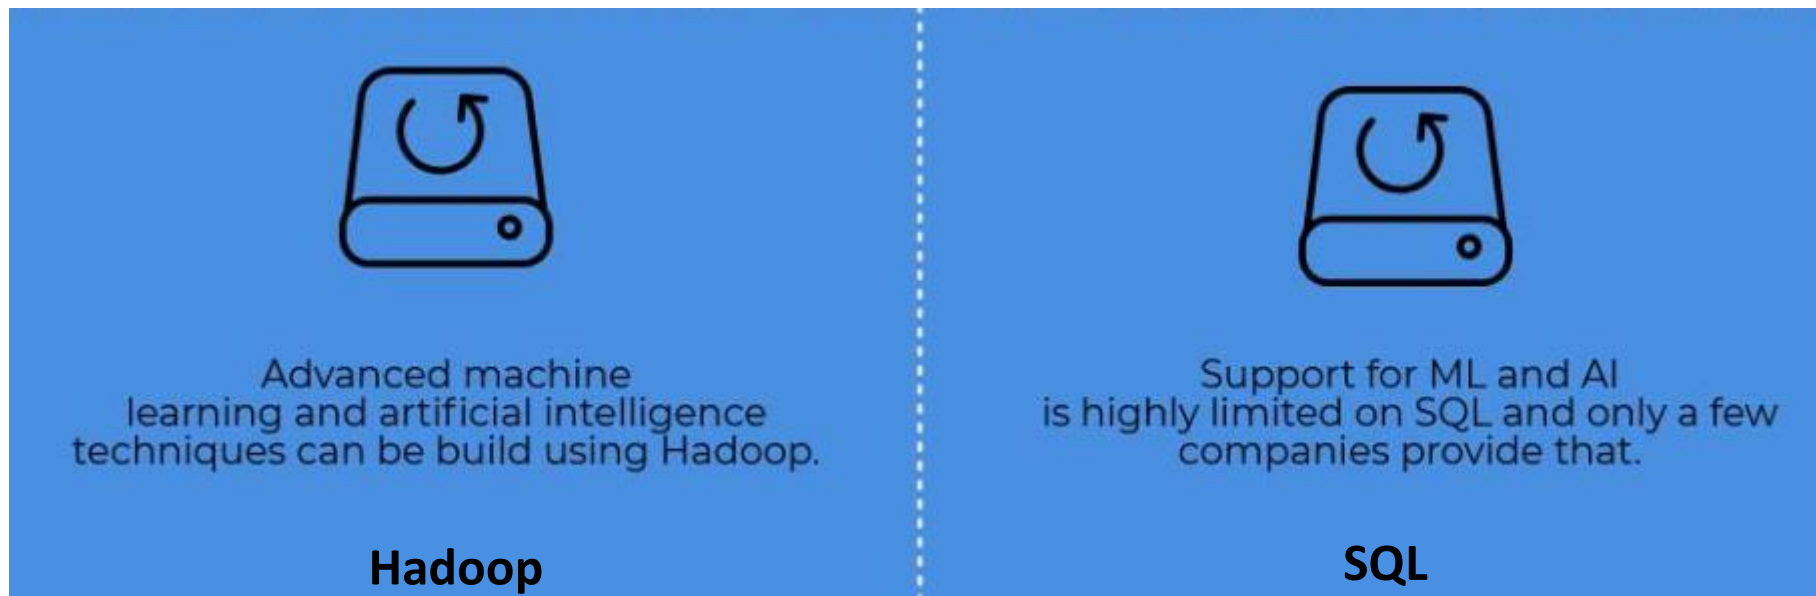 Advanced machine
learning and artificial intelligence
techniques can be build using Hadoop.
Hadoop
Support for ML and AI
is highly limited on SQL and only a few
companies provide that.
SQL